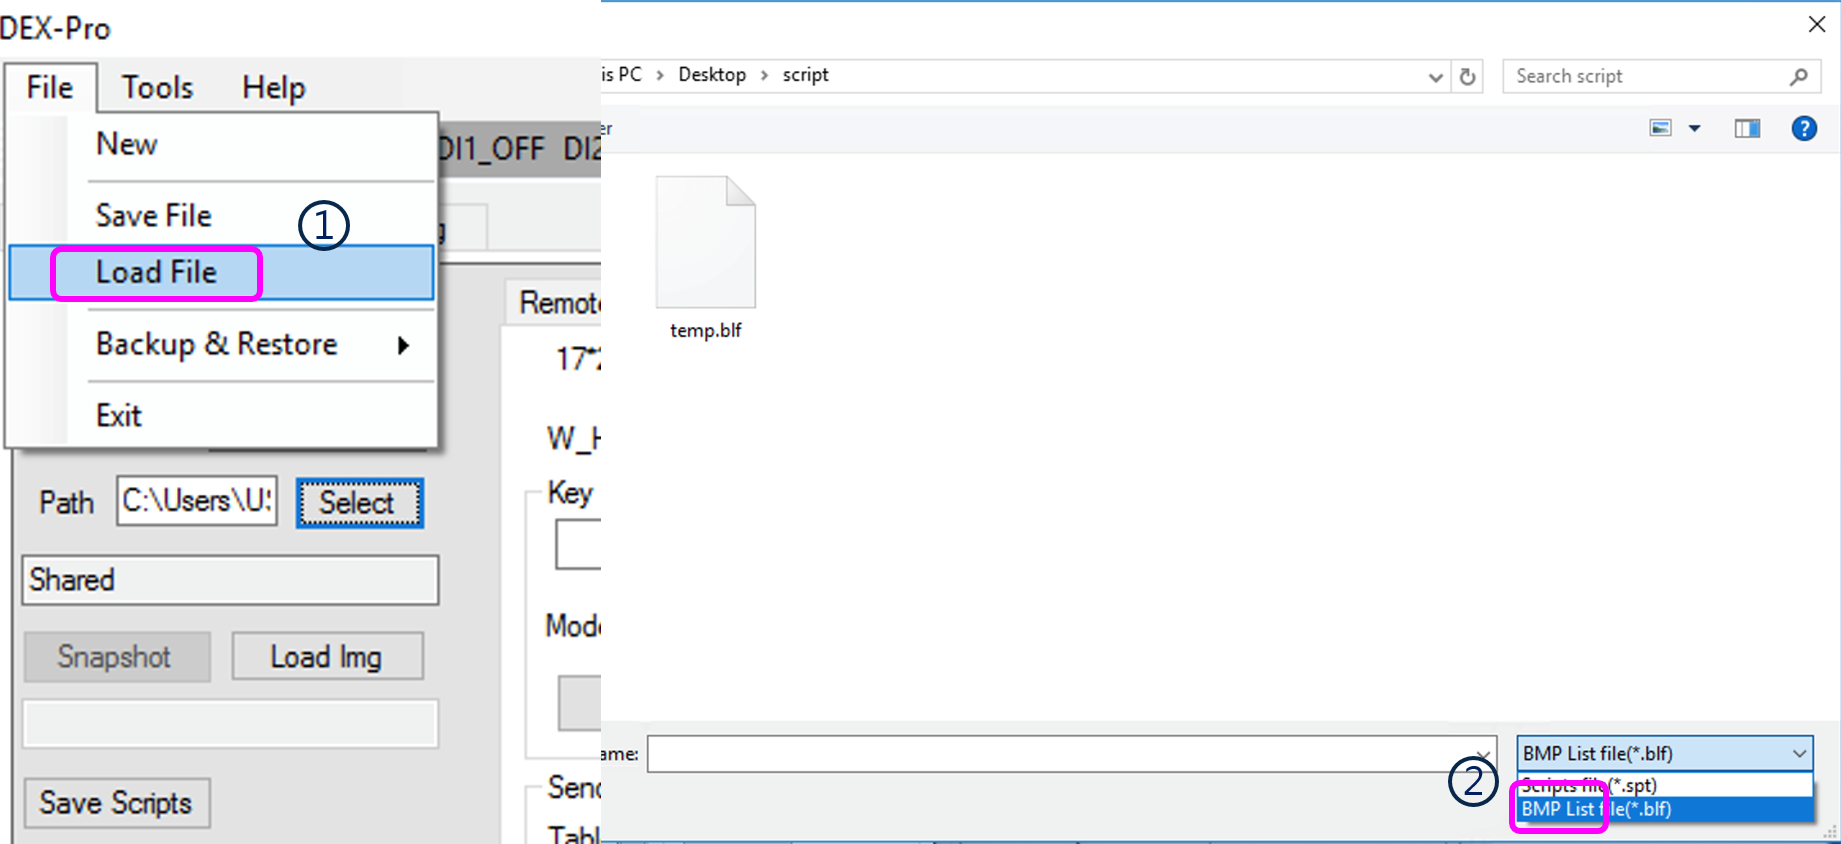 DEX-Pro
File Tools Help
New
DI1_OFF DI2
Save File
①
Load File
Remote
Backup & Restore
17*2
Exit
W_H
Path C:\Users\US Select
Key
Shared
Mode
Snapshot Load Img
Save Scripts
Send
Tabl
is PC > Desktop > script
Search script
er
?
temp.blf
ame:
BMP List file(*.blf)
②
Scripts file(*.spt)
BMP List file(*.blf)